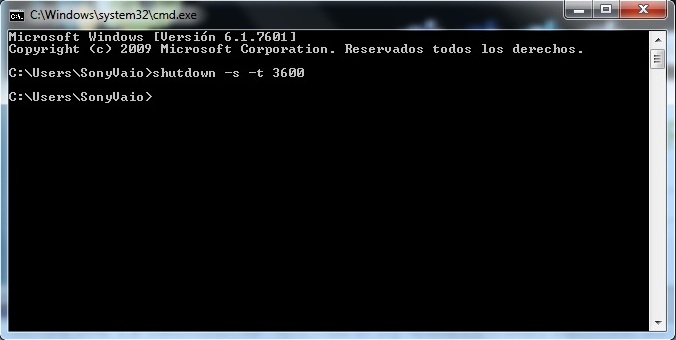 C:\Windows\system32\cmd.exe
Microsoft Windows [Versión 6.1.7601]
Copyright (c) 2009 Microsoft Corporation. Reservados todos los derechos.
C:\Users\SonyVaio>shutdown -s -t 3600
C:\Users\SonyVaio>